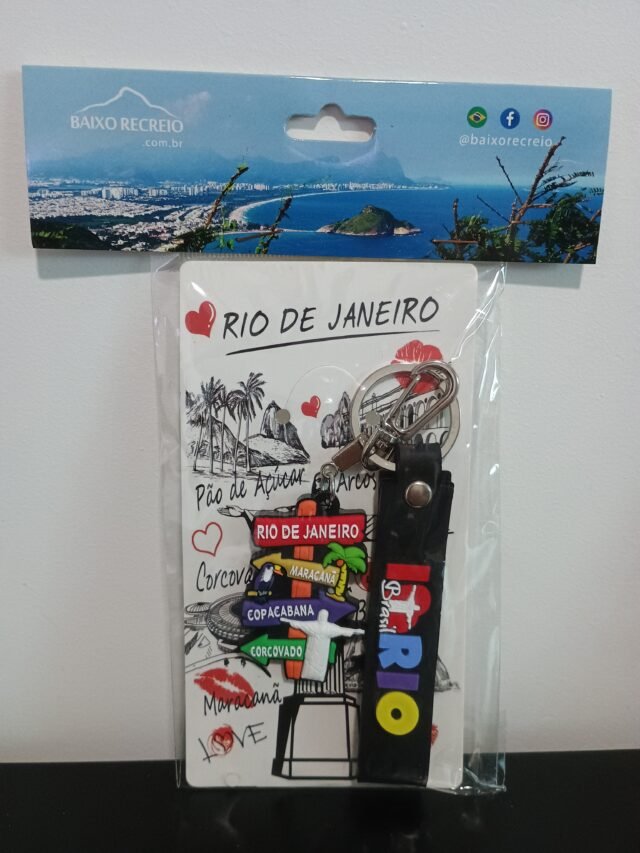 BAIXO RECREIO
.com.br
@baixorecreio
RIO DE JANEIRO
Pão de Açúcar
Arcos
RIO DE JANEIRO
MARACANÃ
Corcova
COPACABANA
CORCOVADO
Maracanã
LOVE
I RIO
Brasil